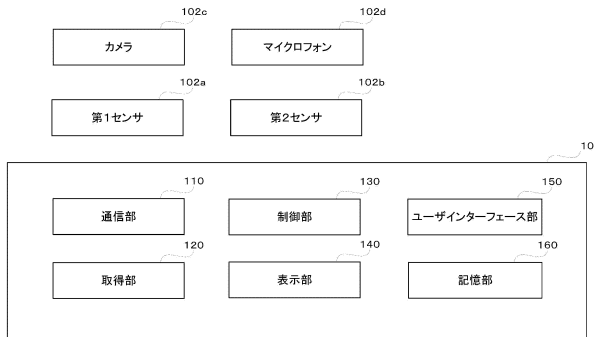 102c
102d
カメラ
マイクロフォン
102a
102b
第1センサ
第2センサ
10
110
130
150
通信部
制御部
ユーザインターフェース部
120
140
160
取得部
表示部
記憶部